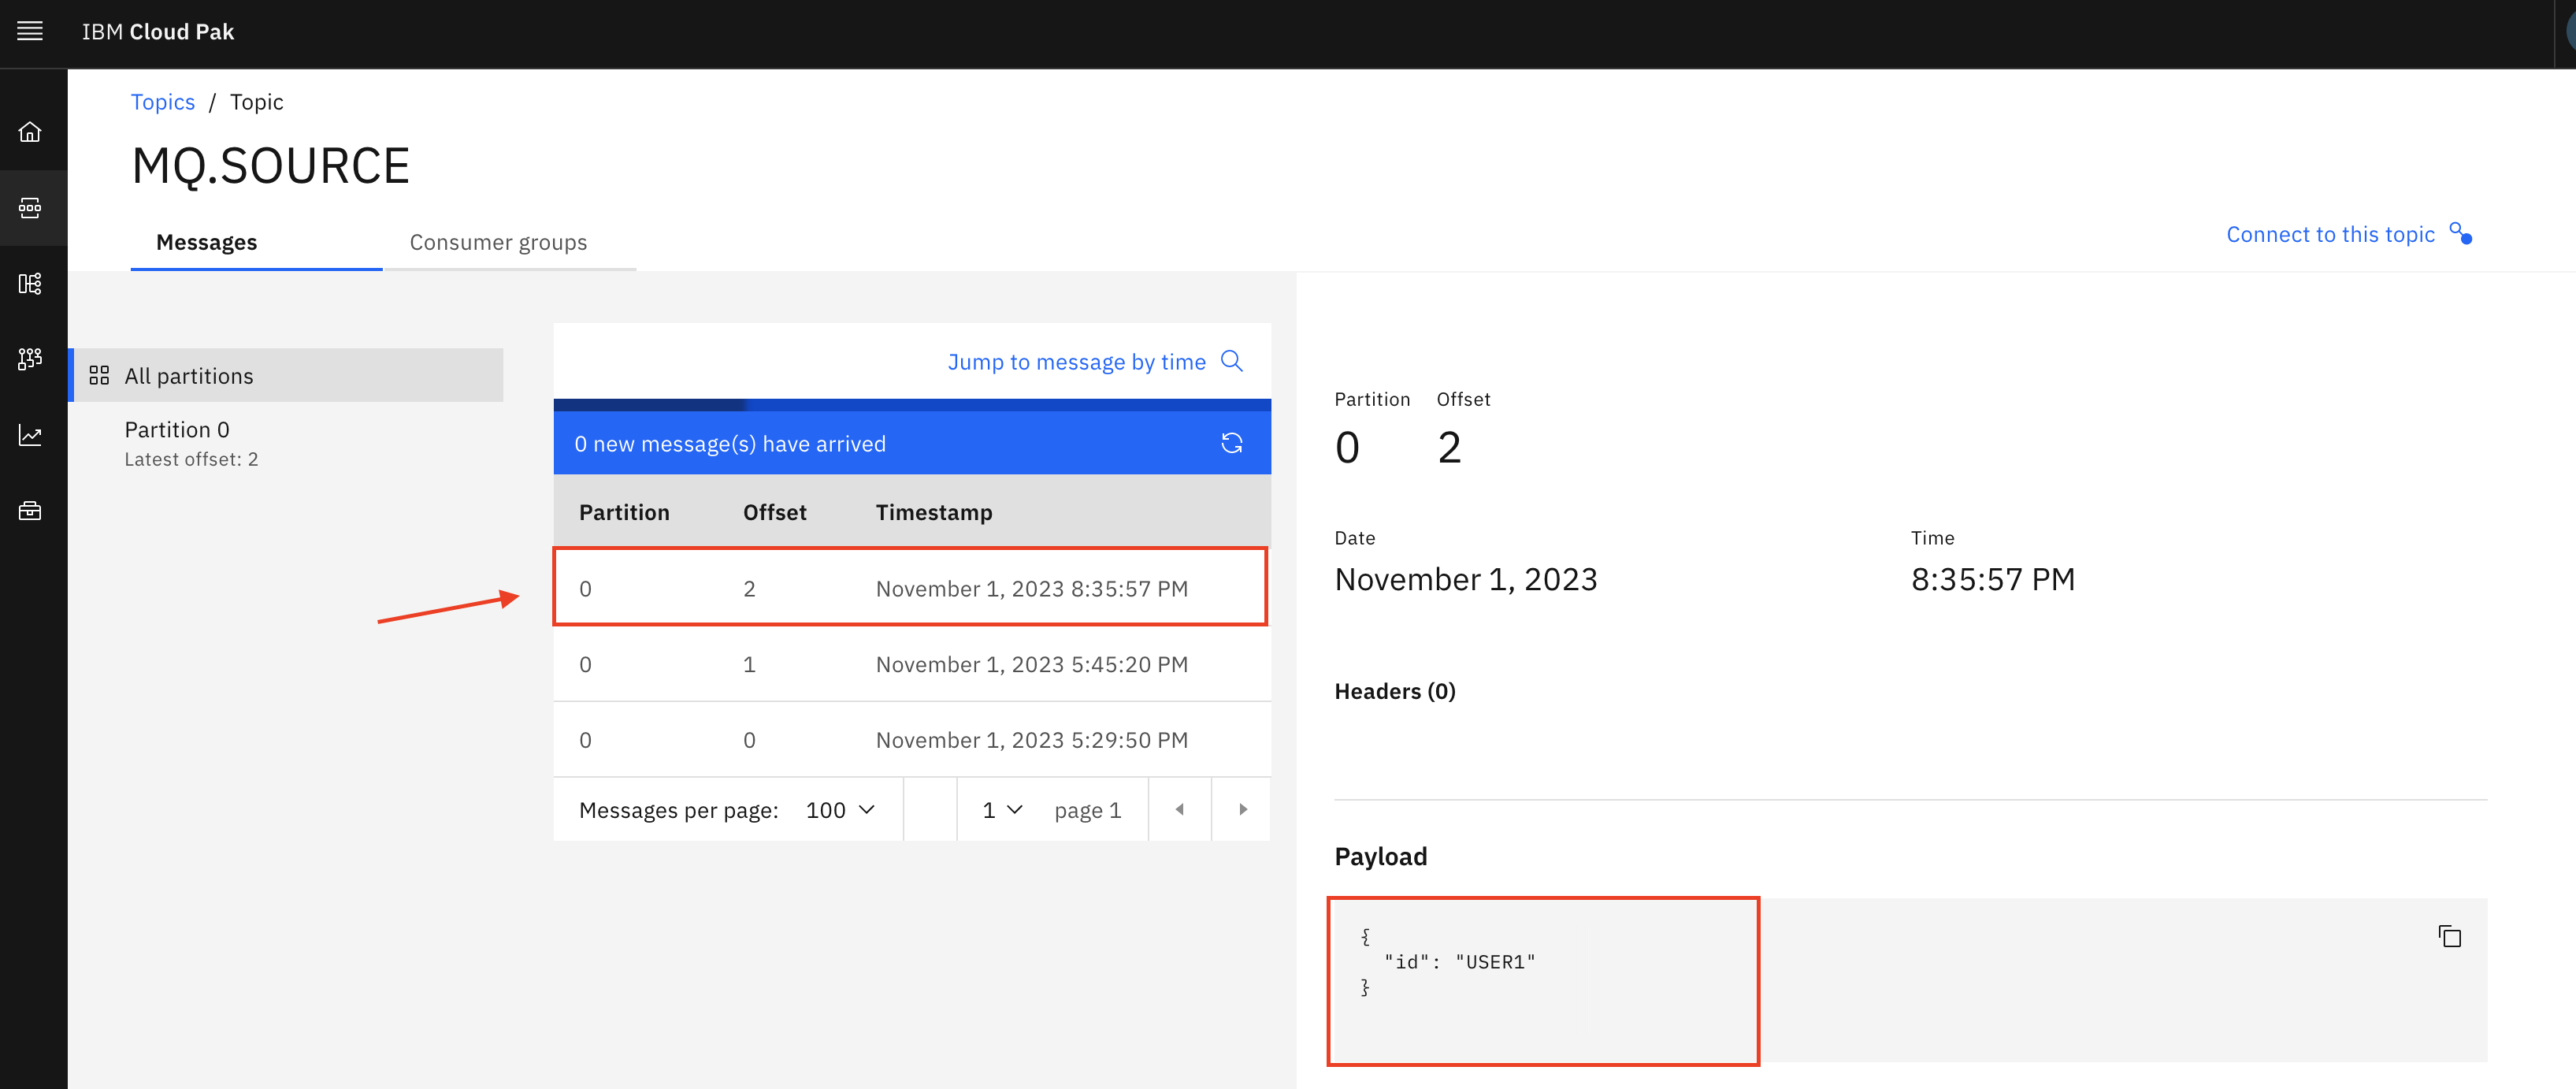 IBM Cloud Pak
Topics / Topic
MQ.SOURCE
Messages
Consumer groups
Connect to this topic
All partitions
Partition 0
Latest offset: 2
Jump to message by time
0 new message(s) have arrived
Partition Offset Timestamp
0 2 November 1, 2023 8:35:57 PM
0 1 November 1, 2023 5:45:20 PM
0 0 November 1, 2023 5:29:50 PM
Messages per page: 100 1 page 1
Partition Offset
0 2
Date Time
November 1, 2023 8:35:57 PM
Headers (0)
Payload
{
"id": "USER1"
}